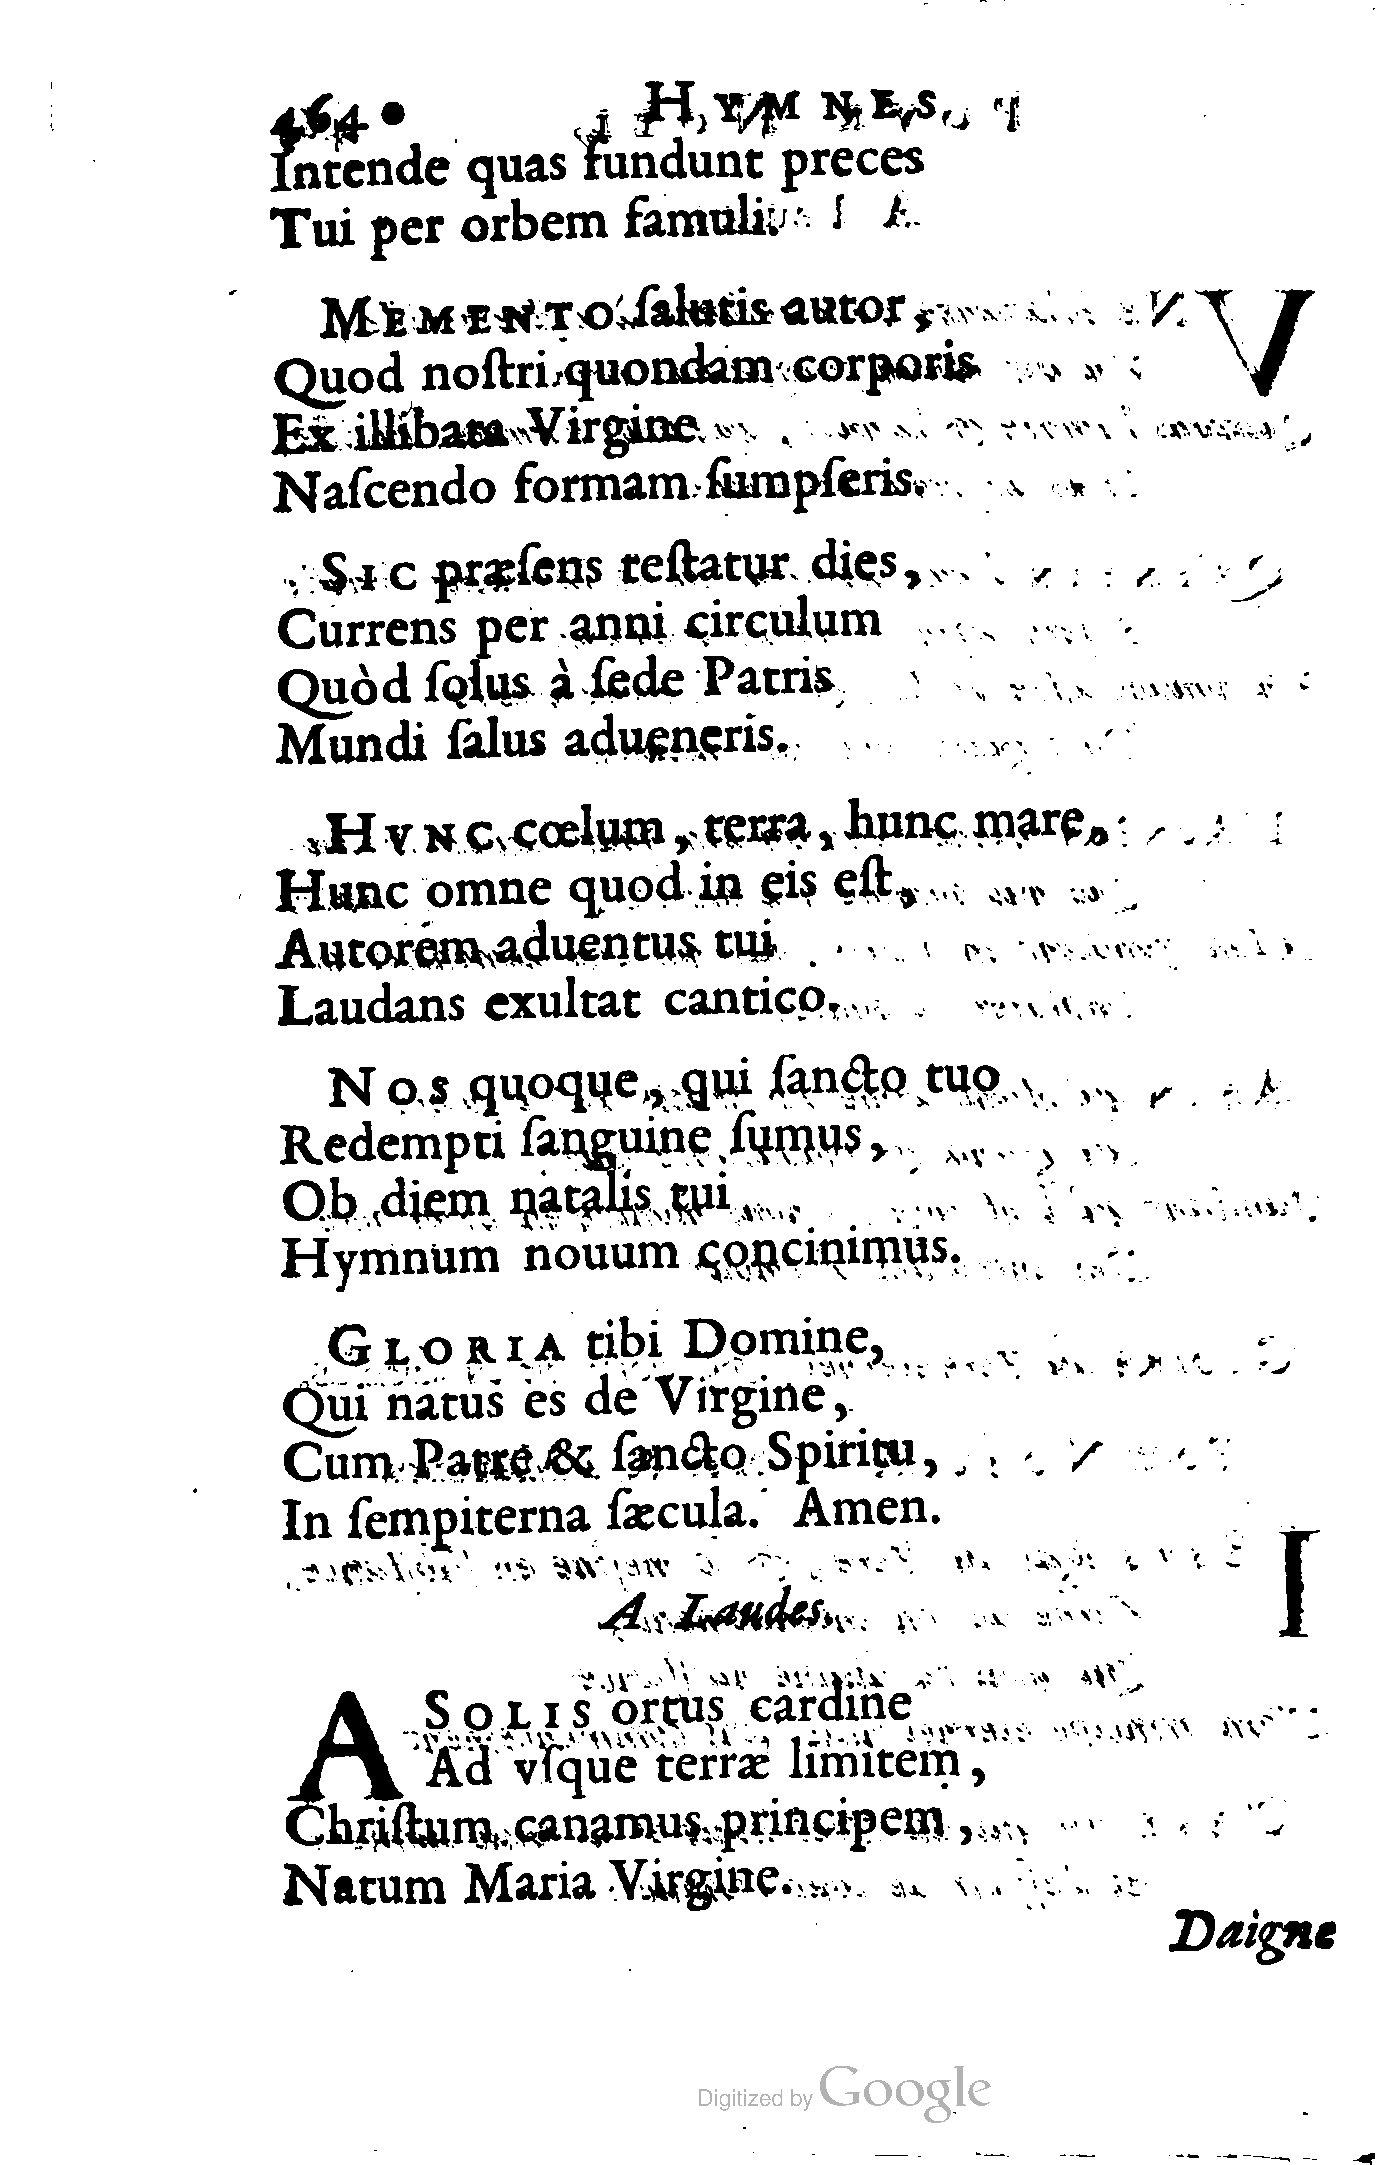 464 HYMNES.
Intende quas fundunt preces
Tui per orbem famuli.
MEMENTO ſalutis autor,
Quod noſtri quondam corporis
Ex illibata Virgine
Naſcendo formam ſumpſeris.
SIC præſens teſtatur dies,
Currens per anni circulum
Quòd ſolus à ſede Patris
Mundi ſalus adueneris.
HVNC cœlum, terra, hunc mare,
Hunc omne quod in eis eſt,
Autorem aduentus tui
Laudans exultat cantico.
NOS quoque, qui ſancto tuo
Redempti ſanguine ſumus,
Ob diem natalis tui
Hymnum nouum concinimus.
GLORIA tibi Domine,
Qui natus es de Virgine,
Cum Patre & ſancto Spiritu,
In ſempiterna ſæcula. Amen.
A Laudes.
A SOLIS ortus cardine
Ad vſque terræ limitem,
Chriſtum canamus principem,
Natum Maria Virgine.
Daigne
Digitized by Google